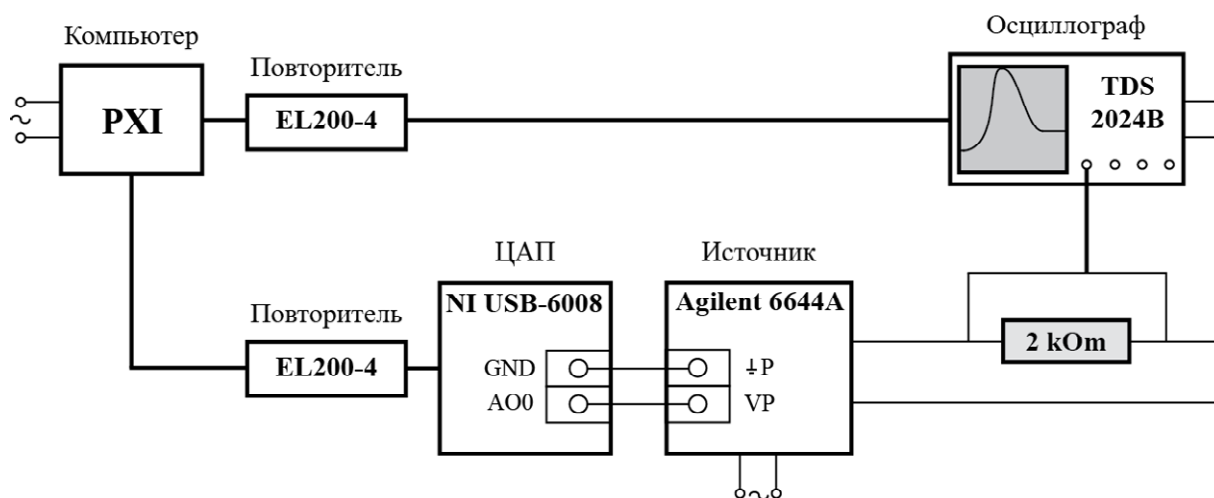 Компьютер
PXI
Повторитель
EL200-4
Осциллограф
TDS
2024B
ЦАП
NI USB-6008
GND
AO0
Источник
Agilent 6644A
⏚P
VP
2 kOm
Повторитель
EL200-4